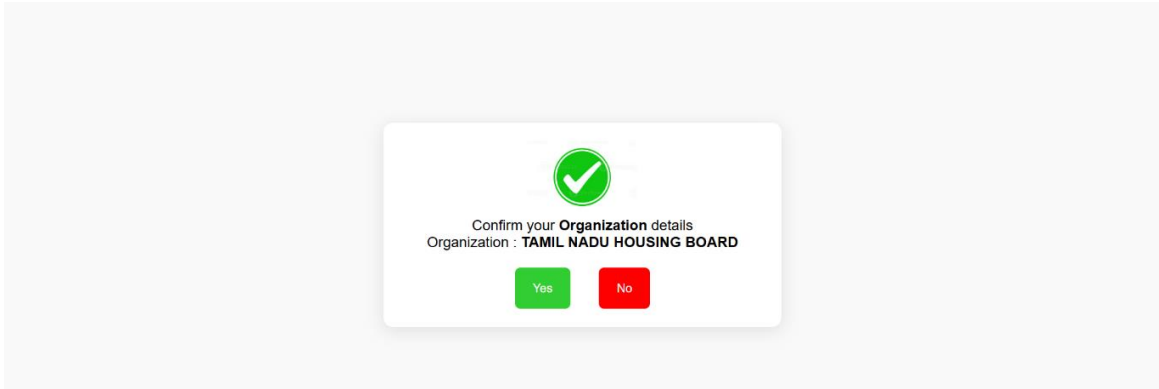 Confirm your Organization details
Organization : TAMIL NADU HOUSING BOARD
Yes No